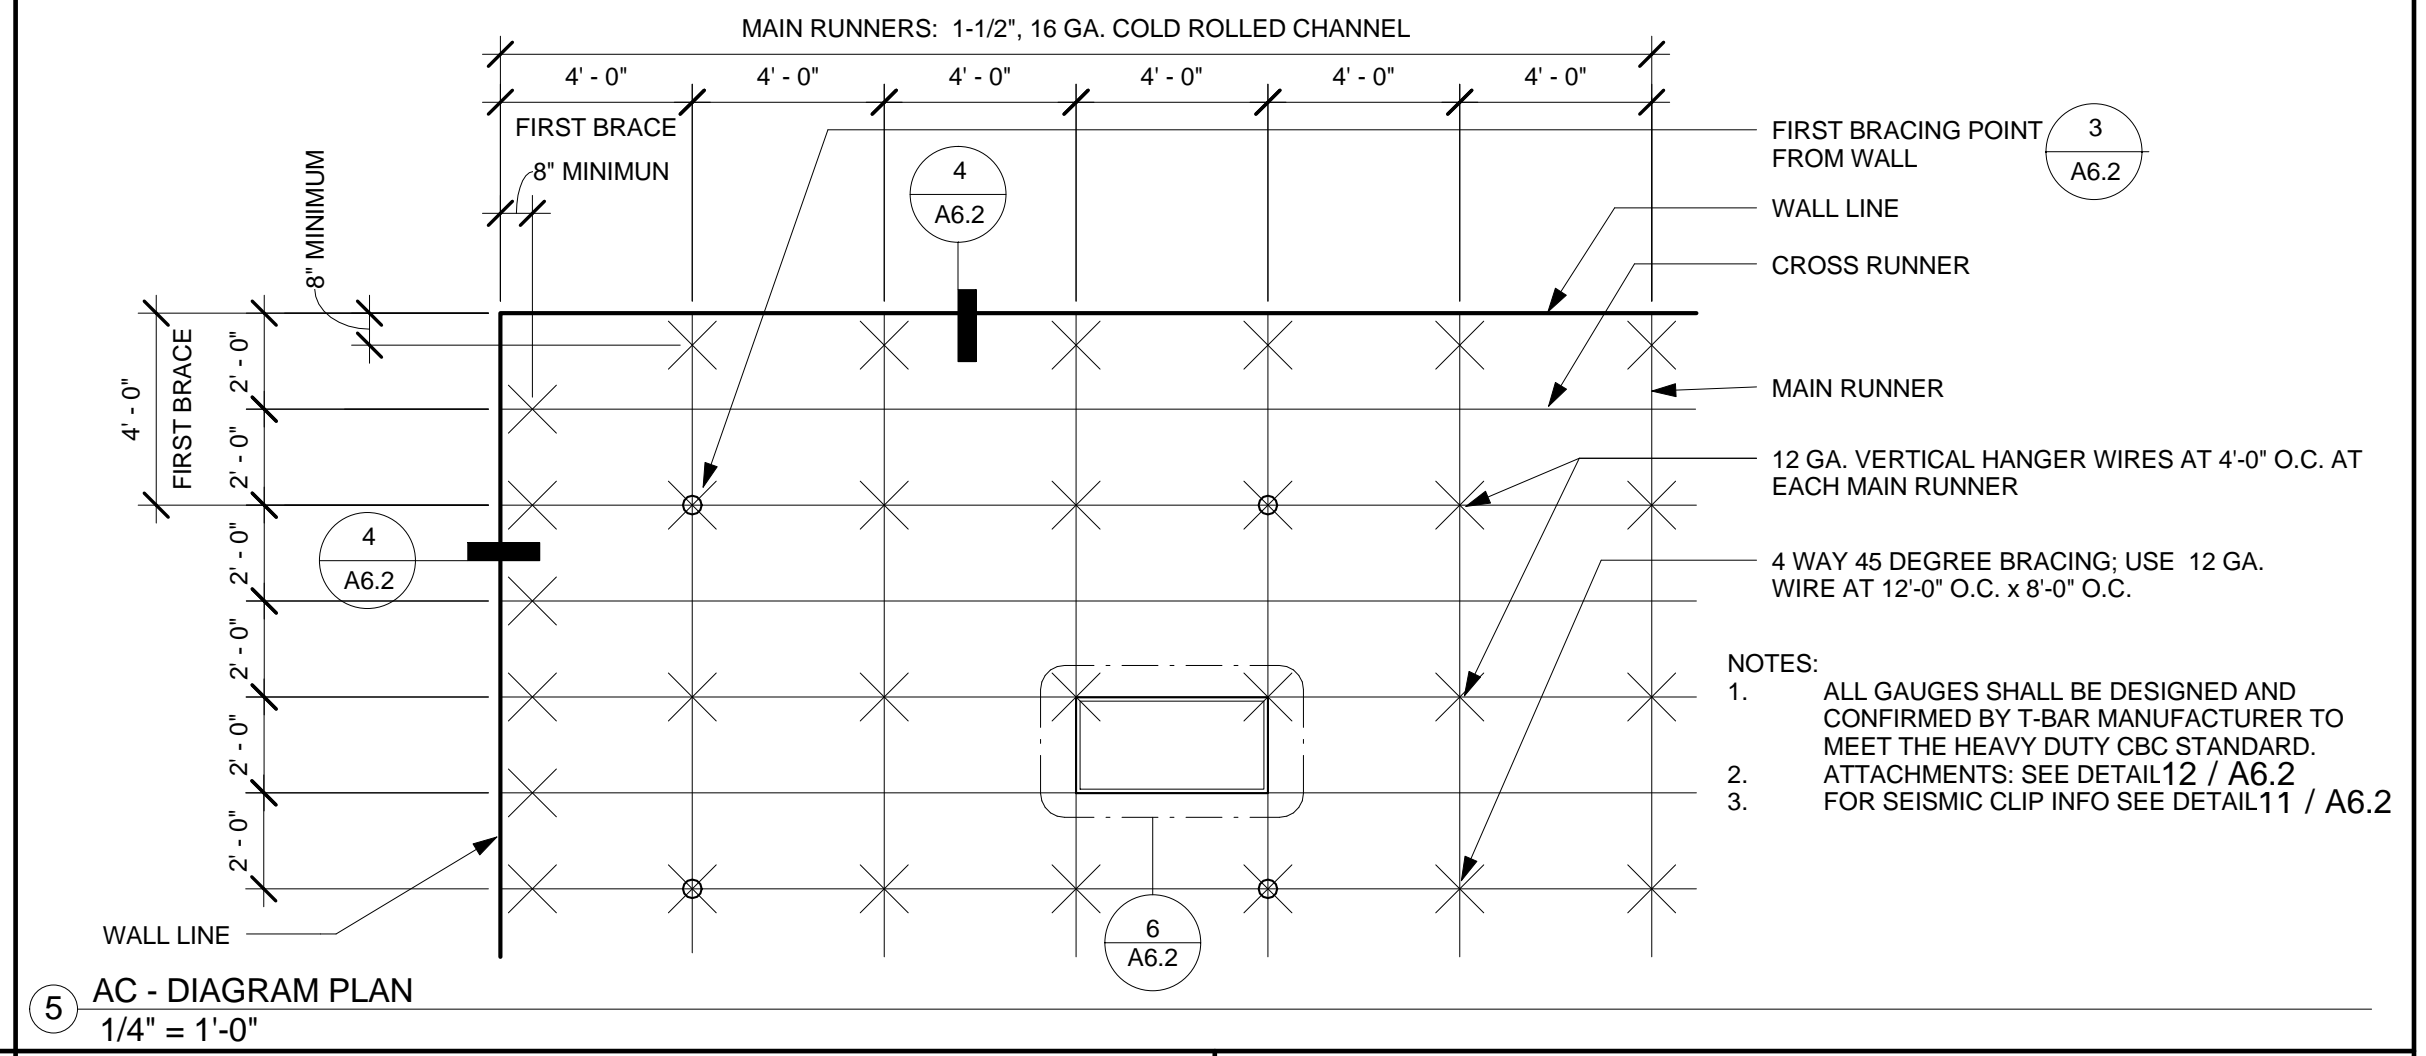 MAIN RUNNERS: 1-1/2", 16 GA. COLD ROLLED CHANNEL
4' - 0"
4' - 0"
4' - 0"
4' - 0"
4' - 0"
4' - 0"
FIRST BRACE
8" MINIMUN
8" MINIMUM
4
A6.2
FIRST BRACING POINT
FROM WALL
3
A6.2
WALL LINE
CROSS RUNNER
MAIN RUNNER
12 GA. VERTICAL HANGER WIRES AT 4'-0" O.C. AT
EACH MAIN RUNNER
4 WAY 45 DEGREE BRACING; USE 12 GA.
WIRE AT 12'-0" O.C. x 8'-0" O.C.
4' - 0"
FIRST BRACE
2' - 0"
2' - 0"
2' - 0"
2' - 0"
2' - 0"
2' - 0"
4
A6.2
NOTES:
1. ALL GAUGES SHALL BE DESIGNED AND
CONFIRMED BY T-BAR MANUFACTURER TO
MEET THE HEAVY DUTY CBC STANDARD.
2. ATTACHMENTS: SEE DETAIL 12 / A6.2
3. FOR SEISMIC CLIP INFO SEE DETAIL 11 / A6.2
WALL LINE
6
A6.2
5
AC - DIAGRAM PLAN
1/4" = 1'-0"